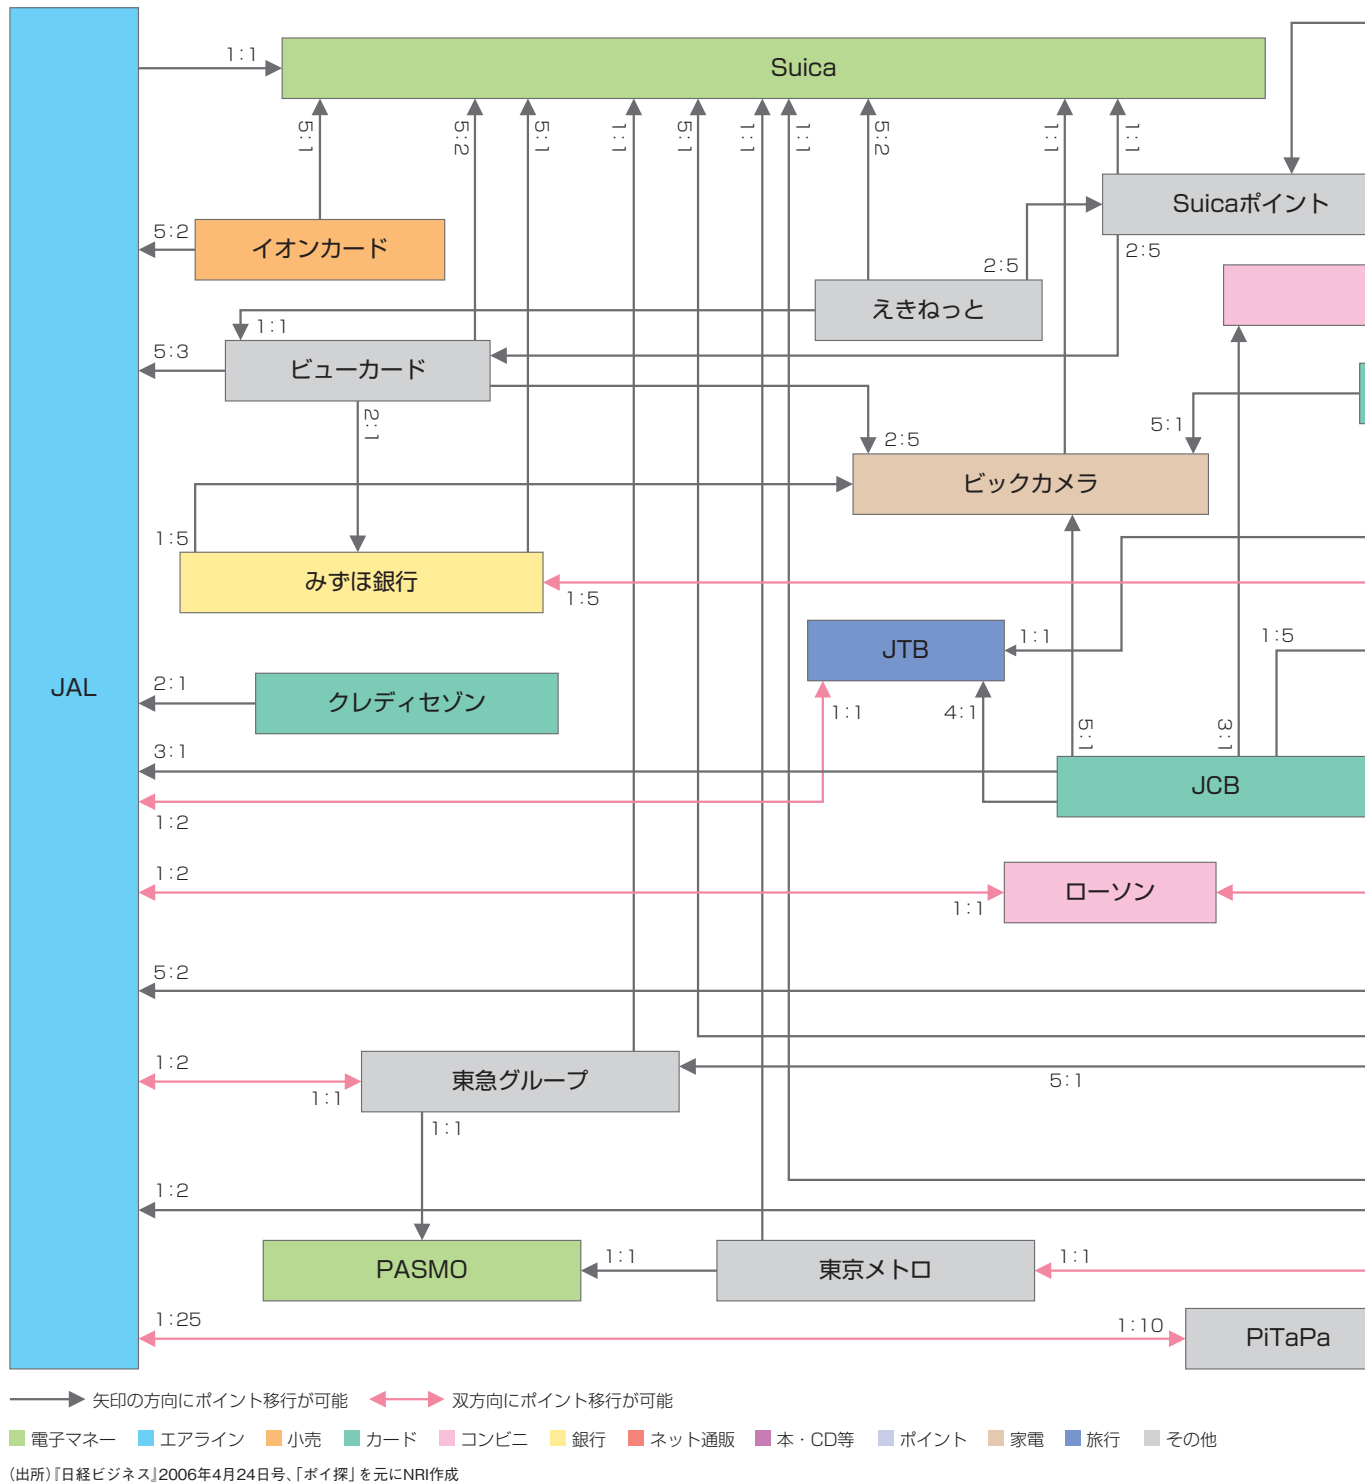 1:1
Suica
5:1
5:2
5:1
1:1
5:1
1:1
1:1
5:2
1:1
1:1
Suicaポイント
5:2
イオンカード
2:5
2:5
えきねっと
1:1
5:3
ビューカード
2:1
2:5
5:1
ビックカメラ
1:5
みずほ銀行
1:5
JTB
1:1
1:5
JAL
2:1
クレディセゾン
1:1
4:1
5:1
3:1
3:1
JCB
1:2
1:2
ローソン
1:1
5:2
1:2
東急グループ
1:1
5:1
1:1
1:2
PASMO
1:1
東京メトロ
1:1
1:25
1:10
PiTaPa
矢印の方向にポイント移行が可能 双方向にポイント移行が可能
電子マネー エアライン 小売 カード コンビニ 銀行 ネット通販 本・CD等 ポイント 家電 旅行 その他
(出所)『日経ビジネス』2006年4月24日号、「ポイ探」を元にNRI作成